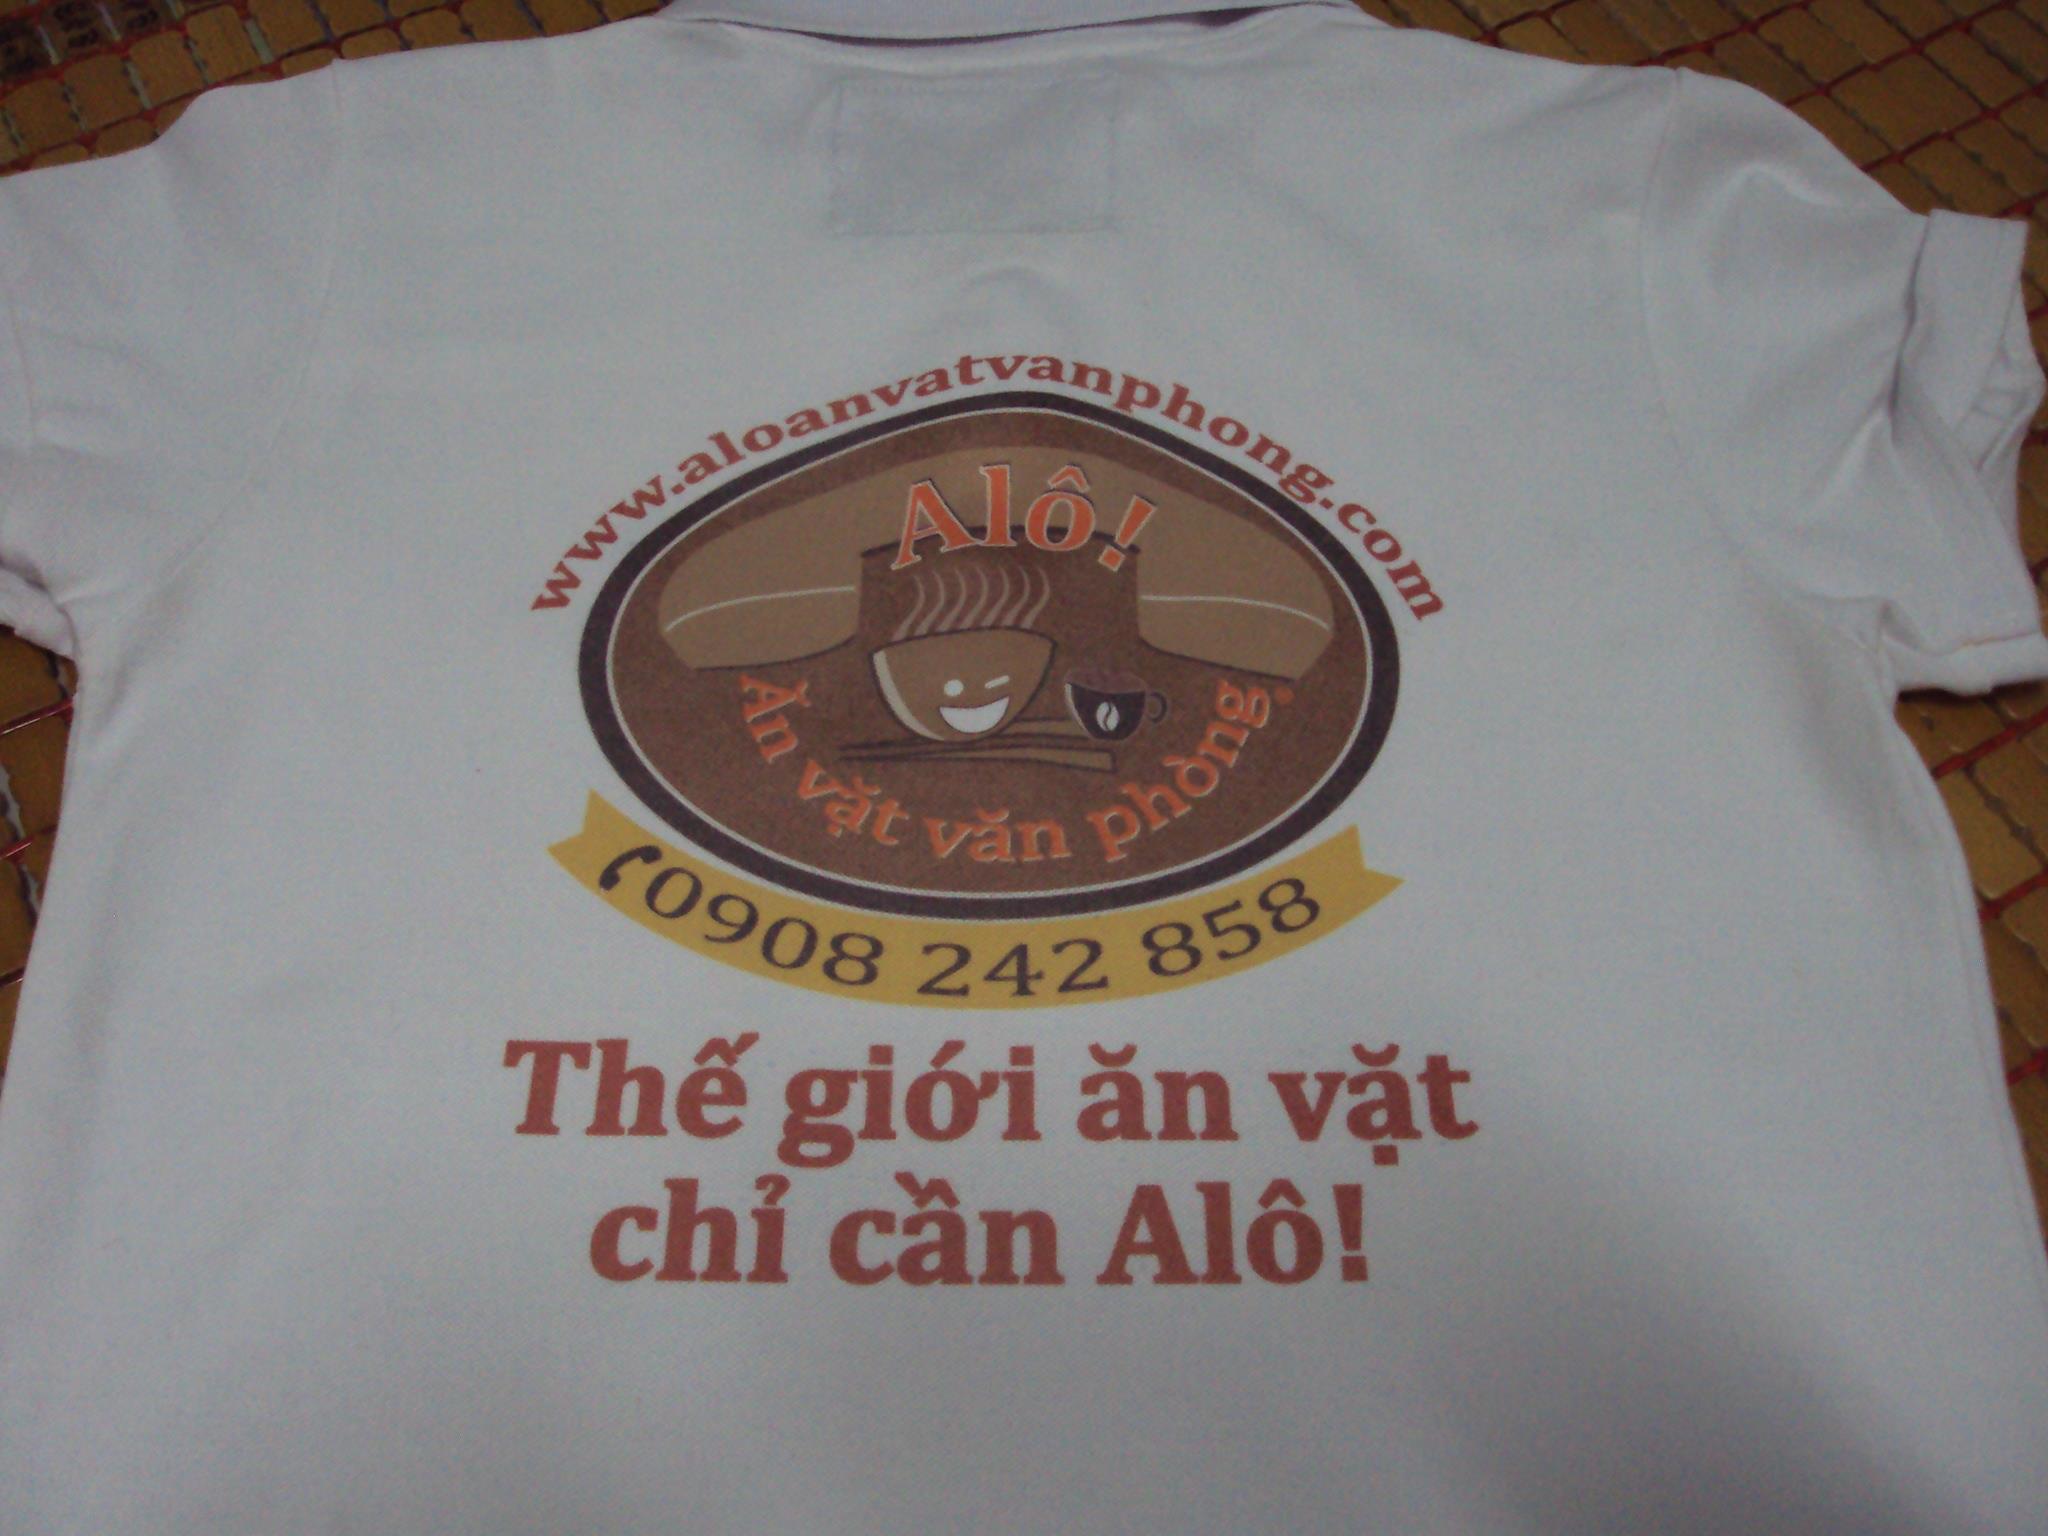 www.aloanvatvanphong.com
Alô!
Ăn vặt văn phòng
0908 242 858
Thế giới ăn vặt
chỉ cần Alô!